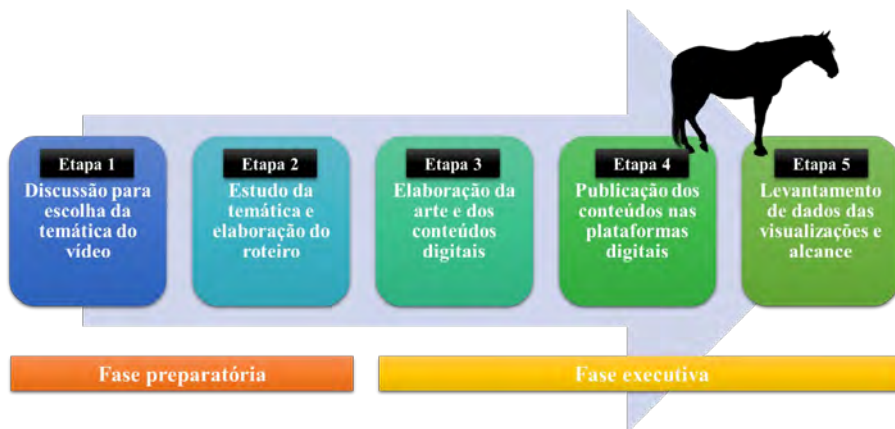 Etapa 1
Discussão para
escolha da
temática do
vídeo
Etapa 2
Estudo da
temática e
elaboração do
roteiro
Etapa 3
Elaboração da
arte e dos
conteúdos
digitais
Etapa 4
Publicação dos
conteúdos nas
plataformas
digitais
Etapa 5
Levantamento
de dados das
visualizações e
alcance
Fase preparatória
Fase executiva